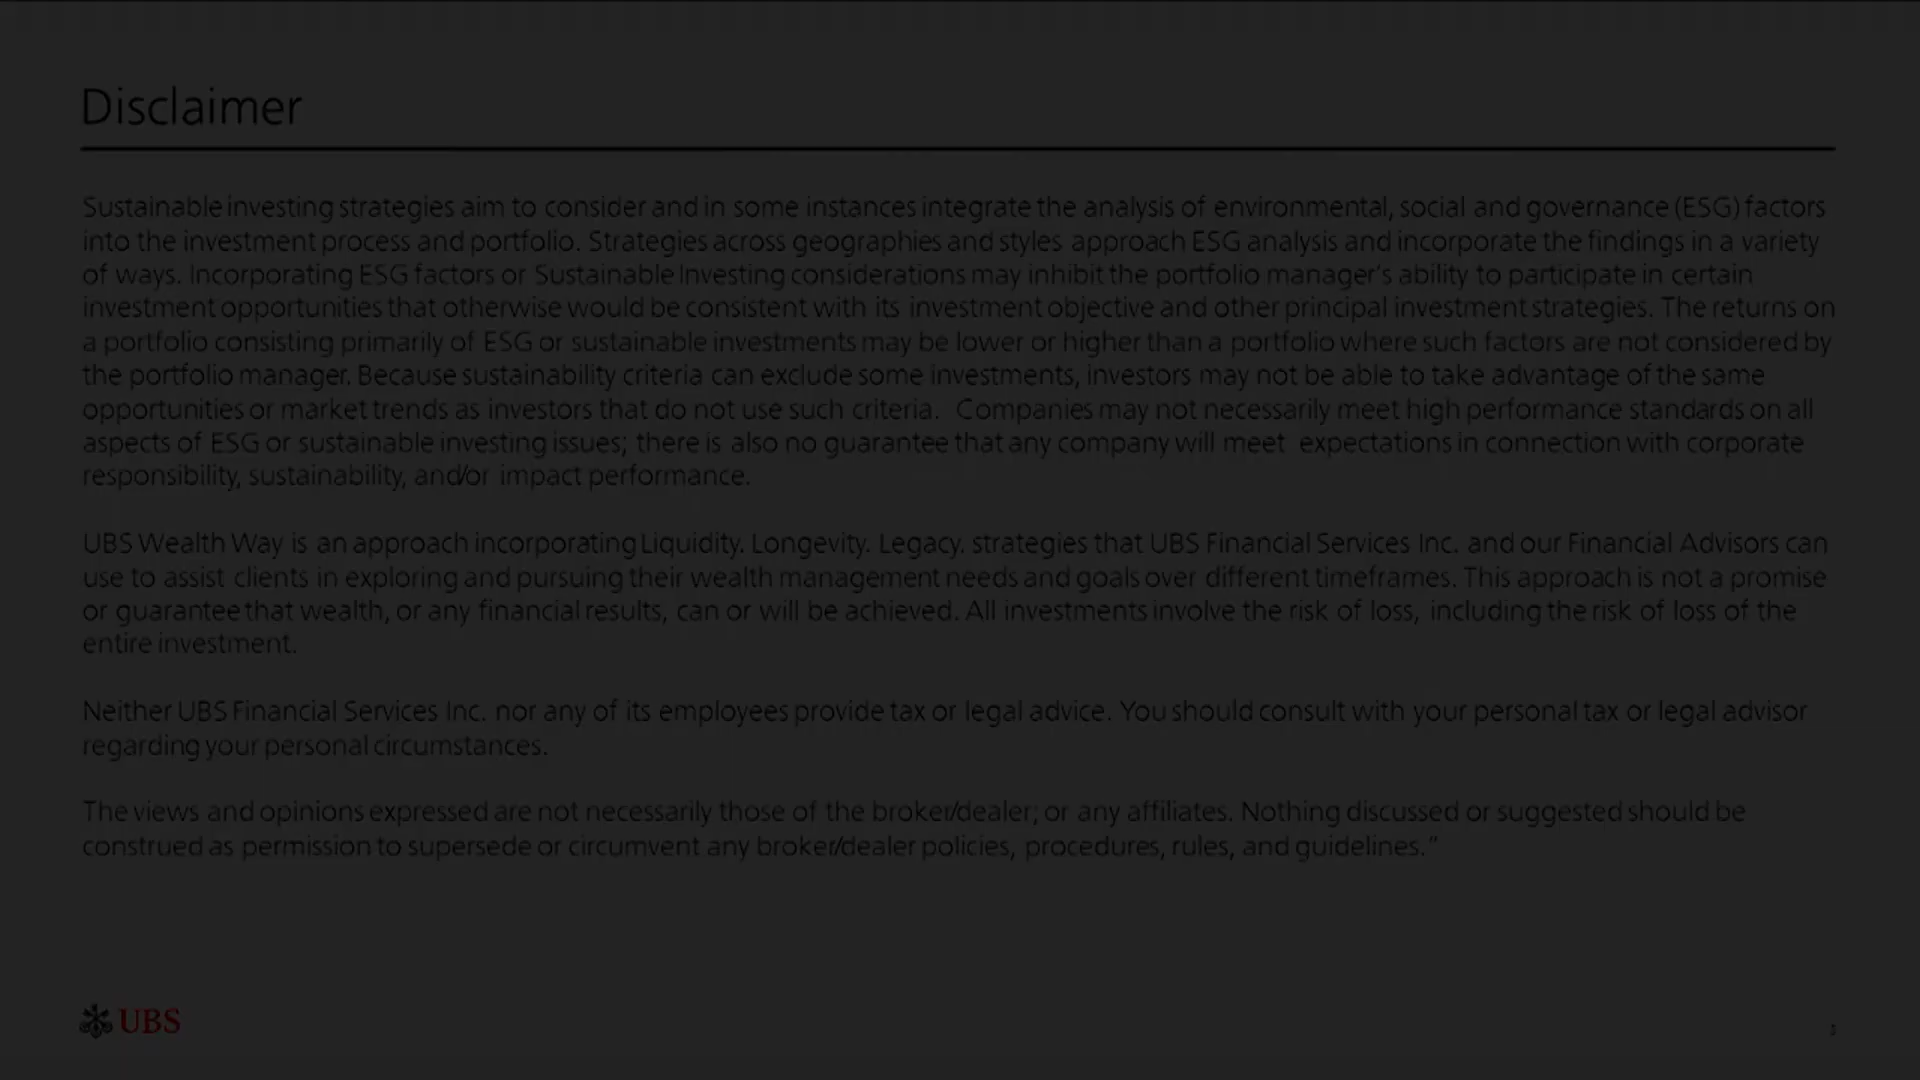 Disclaimer
Sustainable investing strategies aim to consider and in some instances integrate the analysis of environmental, social and governance (ESG) factors
into the investment process and portfolio. Strategies across geographies and styles approach ESG analysis and incorporate the findings in a variety
of ways. Incorporating ESG factors or Sustainable Investing considerations may inhibit the portfolio manager's ability to participate in certain
investment opportunities that otherwise would be consistent with its investment objective and other principal investment strategies. The returns on
a portfolio consisting primarily of ESG or sustainable investments may be lower or higher than a portfolio where such factors are not considered by
the portfolio manager. Because sustainability criteria can exclude some investments, investors may not be able to take advantage of the same
opportunities or market trends as investors that do not use such criteria. Companies may not necessarily meet high performance standards on all
aspects of ESG or sustainable investing issues; there is also no guarantee that any company will meet expectations in connection with corporate
responsibility, sustainability, and/or impact performance.
UBS Wealth Way is an approach incorporating Liquidity. Longevity. Legacy. strategies that UBS Financial Services Inc. and our Financial Advisors can
use to assist clients in exploring and pursuing their wealth management needs and goals over different timeframes. This approach is not a promise
or guarantee that wealth, or any financial results, can or will be achieved. All investments involve the risk of loss, including the risk of loss of the
entire investment.
Neither UBS Financial Services Inc. nor any of its employees provide tax or legal advice. You should consult with your personal tax or legal advisor
regarding your personal circumstances.
The views and opinions expressed are not necessarily those of the broker/dealer; or any affiliates. Nothing discussed or suggested should be
construed as permission to supersede or circumvent any broker/dealer policies, procedures, rules, and guidelines."
UBS